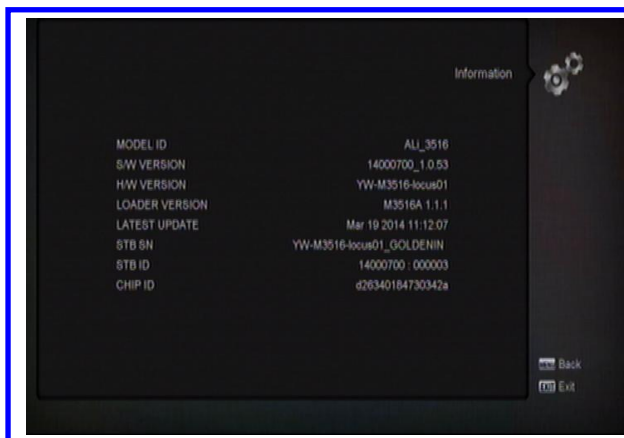 Information
MODEL ID ALi_3516
S/W VERSION 14000700_1.0.53
H/W VERSION YW-M3516-locus01
LOADER VERSION M3516A 1.1.1
LATEST UPDATE Mar 19 2014 11:12:07
STB SN YW-M3516-locus01_GOLDENIN
STB ID 14000700 : 000003
CHIP ID d26340184730342a
MENU Back
EXIT Exit